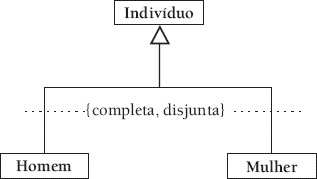 Indivíduo
{completa, disjunta}
Homem
Mulher